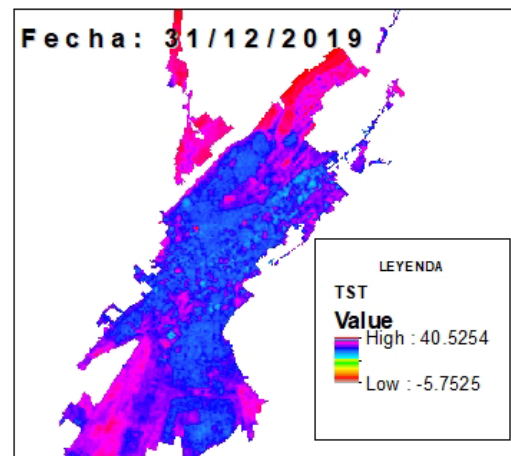 Fecha: 31/12/2019
LEYENDA
TST
Value
High : 40.5254
Low : -5.7525